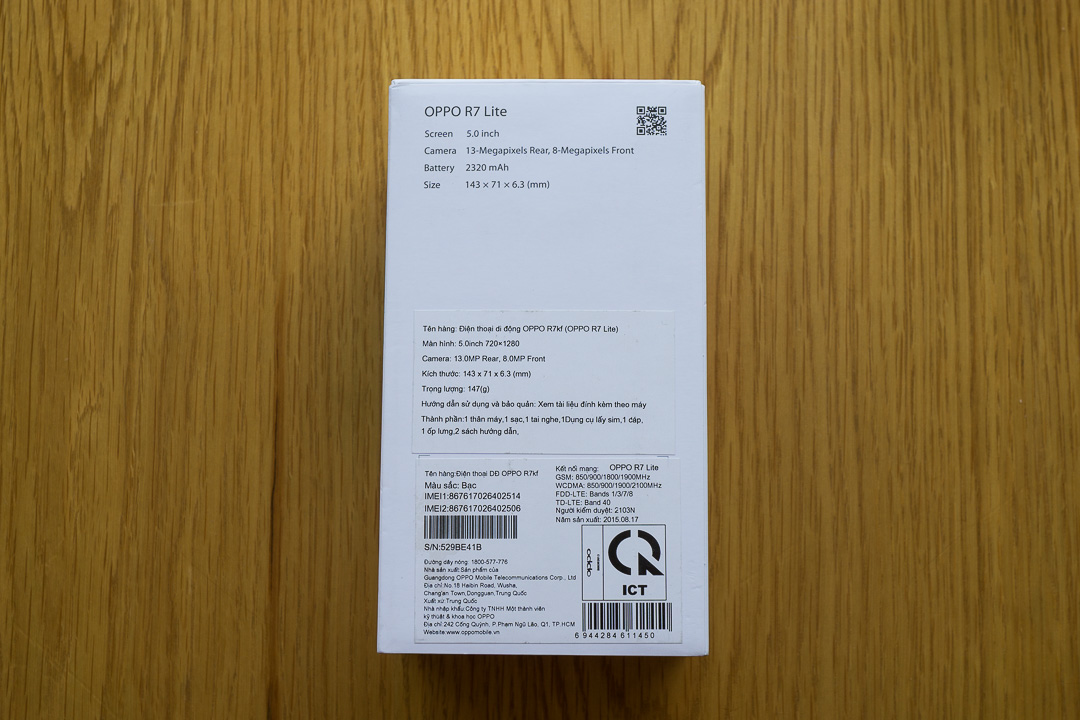 OPPO R7 Lite
Screen 5.0 inch
Camera 13-Megapixels Rear, 8-Megapixels Front
Battery 2320 mAh
Size 143 × 71 × 6.3 (mm)
Tên hàng: Điện thoại di động OPPO R7kf (OPPO R7 Lite)
Màn hình: 5.0inch 720×1280
Camera: 13.0MP Rear, 8.0MP Front
Kích thước: 143 x 71 x 6.3 (mm)
Trọng lượng: 147(g)
Hướng dẫn sử dụng và bảo quản: Xem tài liệu đính kèm theo máy
Thành phần:1 thân máy,1 sạc,1 tai nghe,1Dụng cụ lấy sim,1 cáp,
1 ốp lưng,2 sách hướng dẫn,
Tên hàng:Điện thoại DĐ OPPO R7kf
Màu sắc: Bạc
IMEI1:867617026402514
IMEI2:867617026402506
S/N:529BE41B
Đường dây nóng: 1800-577-776
Nhà sản xuất:Sản phẩm của
Guangdong OPPO Mobile Telecommunications Corp., Ltd
Địa chỉ:No.18 Haibin Road, Wusha,
Chang'an Town,Dongguan,Trung Quốc
Xuất xứ:Trung Quốc
Nhà nhập khẩu:Công ty TNHH Một thành viên
kỹ thuật & khoa học OPPO
Địa chỉ:242 Cống Quỳnh, P.Phạm Ngũ Lão, Q1, TP.HCM
Website:www.oppomobile.vn
Kết nối mạng: OPPO R7 Lite
GSM: 850/900/1800/1900MHz
WCDMA: 850/900/1900/2100MHz
FDD-LTE: Bands 1/3/7/8
TD-LTE: Band 40
Người kiểm duyệt: 2103N
Năm sản xuất: 2015.08.17
oppo
ICT
6 944284 611450